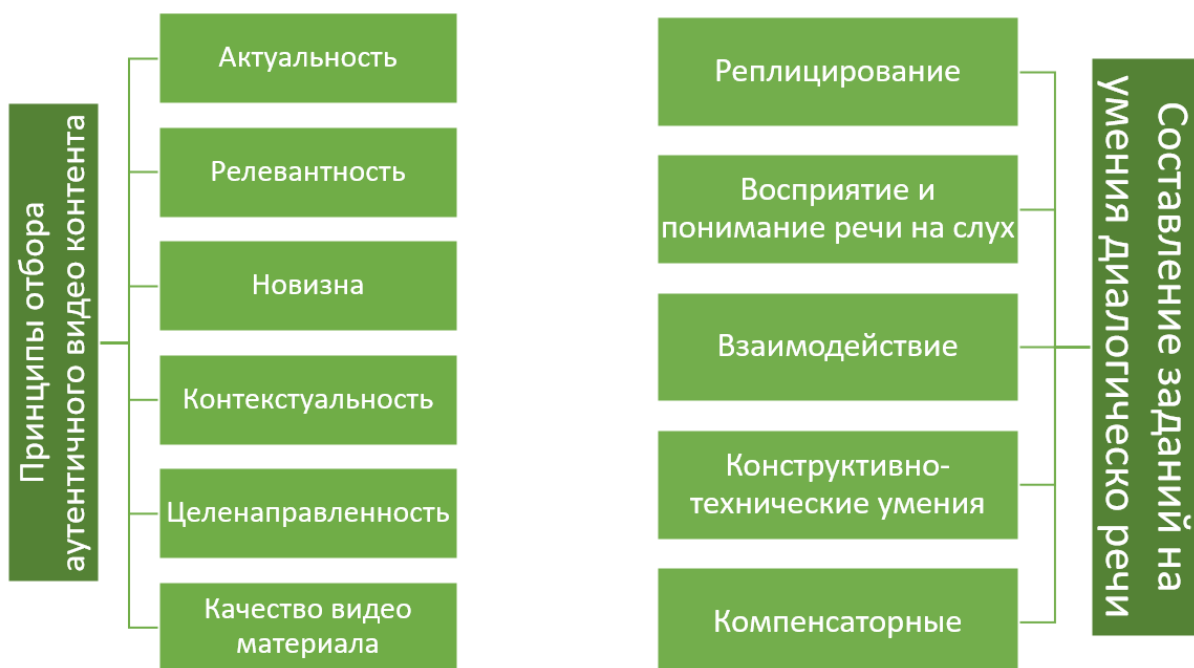 Принципы отбора
аутентичного видео контента
Актуальность
Релевантность
Новизна
Контекстуальность
Целенаправленность
Качество видео
материала
Реплицирование
Восприятие и
понимание речи на слух
Взаимодействие
Конструктивно-
технические умения
Компенсаторные
Составление заданий на
умения диалогическо речи